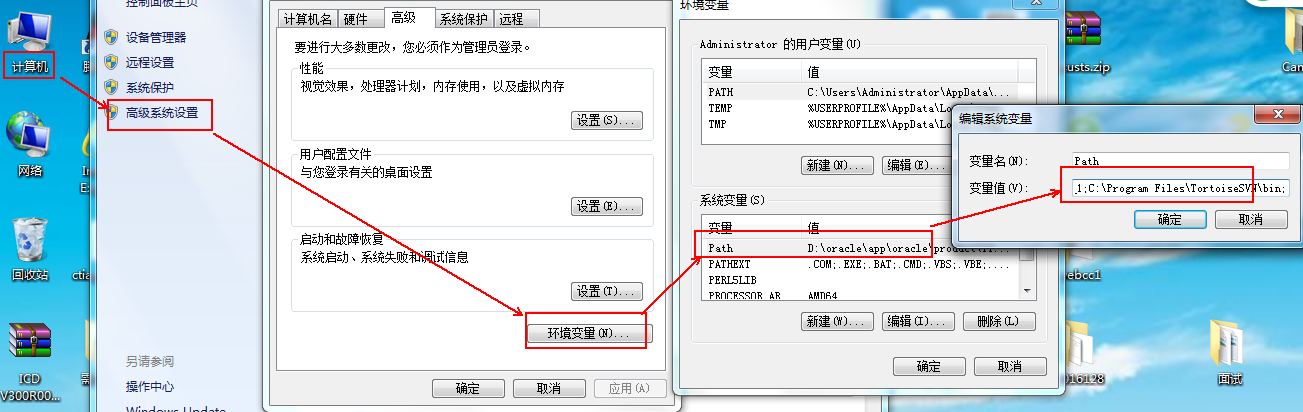 计算机
网络
回收站
ICD
V300R00...
控制面板主页
设备管理器
远程设置
系统保护
高级系统设置
另请参阅
操作中心
Windows Update
计算机名
硬件
高级
系统保护
远程
要进行大多数更改，您必须作为管理员登录。
性能
视觉效果，处理器计划，内存使用，以及虚拟内存
设置(S)...
用户配置文件
与您登录有关的桌面设置
设置(E)...
启动和故障恢复
系统启动、系统失败和调试信息
设置(T)...
环境变量(N)...
确定
取消
应用(A)
环境变量
Administrator 的用户变量(U)
变量 值
PATH C:\Users\Administrator\AppData\...
TEMP %USERPROFILE%\AppData\Lo
TMP %USERPROFILE%\AppData\Lo
新建(N)...
编辑(E)...
系统变量(S)
变量 值
Path D:\oracle\app\oracle\product\11...
PATHEXT .COM;.EXE;.BAT;.CMD;.VBS;.VBE;....
PERL5LIB
PROCESSOR_AR AMD64
新建(W)...
编辑(I)...
删除(L)
确定
取消
编辑系统变量
变量名(N):
Path
变量值(V):
1;C:\Program Files\TortoiseSVN\bin;
确定
取消
usts.zip
Can
ebcc1
016128
面试